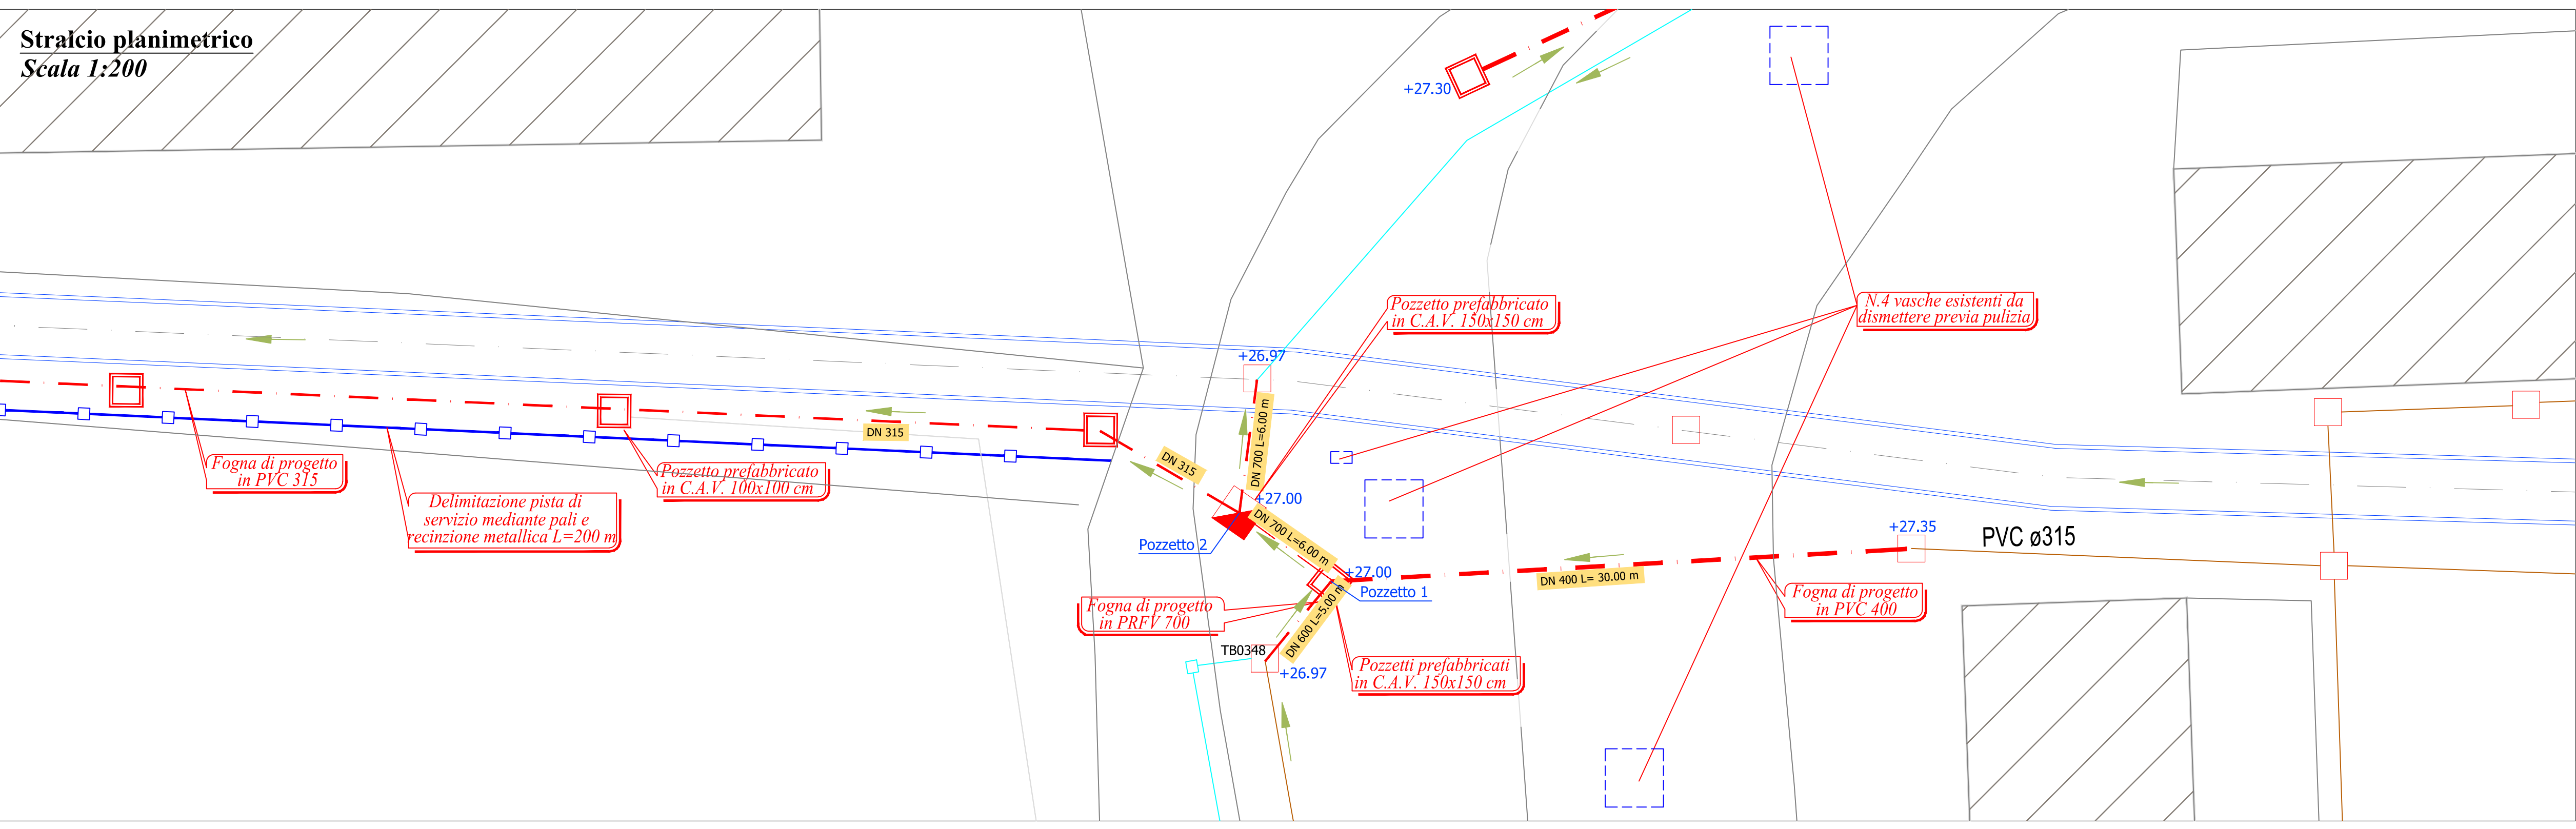 Stralcio planimetrico
Scala 1:200
+27.30
N.4 vasche esistenti da
dismettere previa pulizia
Pozzetto prefabbricato
in C.A.V. 150x150 cm
+26.97
DN 700 L=6.00 m
DN 315
DN 315
Fogna di progetto
in PVC 315
Delimitazione pista di
servizio mediante pali e
recinzione metallica L=200 m
Pozzetto prefabbricato
in C.A.V. 100x100 cm
+27.00
Pozzetto 2
DN 700 L=6.00 m
+27.00
Pozzetto 1
DN 400 L= 30.00 m
+27.35
PVC ø315
Fogna di progetto
in PVC 400
Fogna di progetto
in PRFV 700
DN 600 L=5.00 m
TB0348
+26.97
Pozzetti prefabbricati
in C.A.V. 150x150 cm